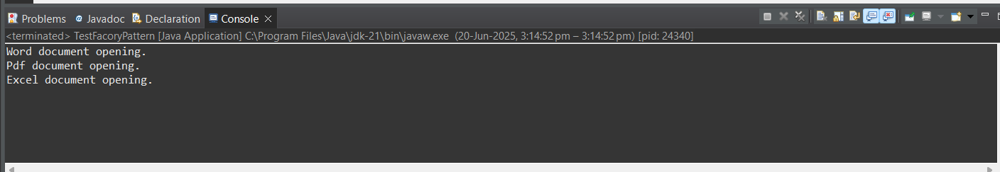 Problems @ Javadoc Declaration Console
<terminated> TestFacoryPattern [Java Application] C:\Program Files\Java\jdk-21\bin\javaw.exe (20-Jun-2025, 3:14:52 pm – 3:14:52 pm) [pid: 24340]
Word document opening.
Pdf document opening.
Excel document opening.